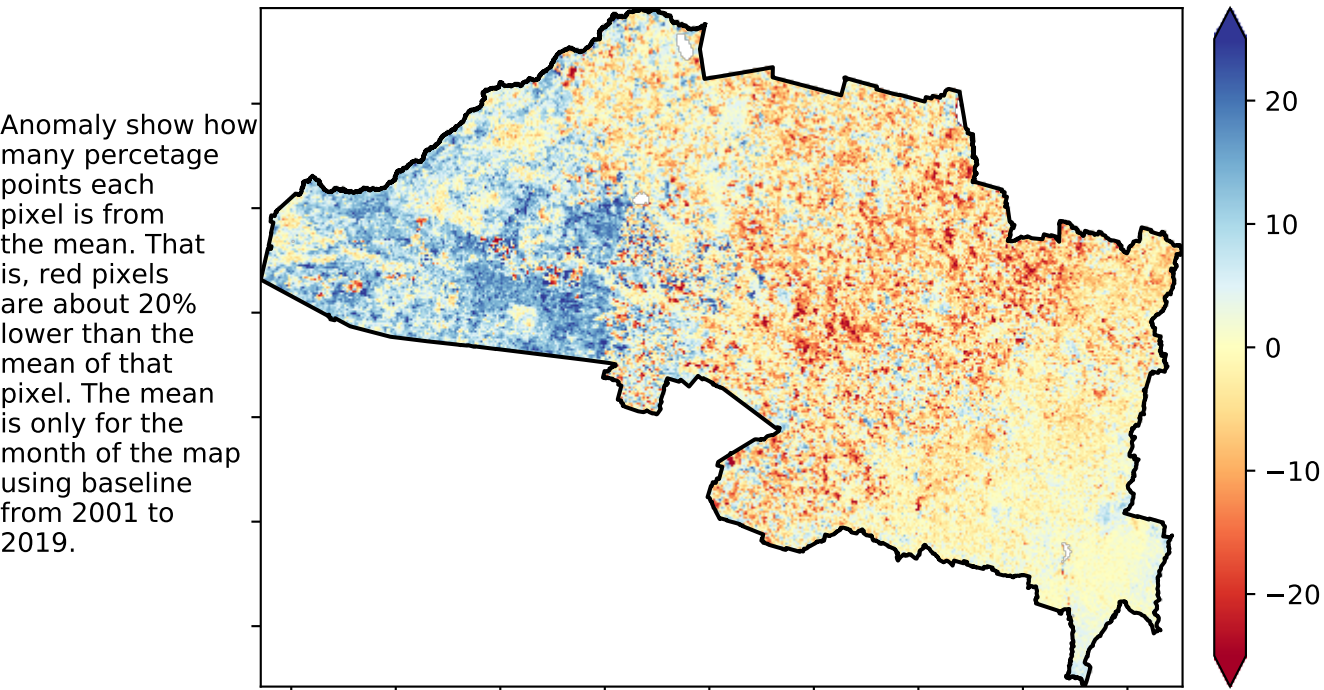 Anomaly show how
many percetage
points each
pixel is from
the mean. That
is, red pixels
are about 20%
lower than the
mean of that
pixel. The mean
is only for the
month of the map
using baseline
from 2001 to
2019.
20
10
0
−10
−20